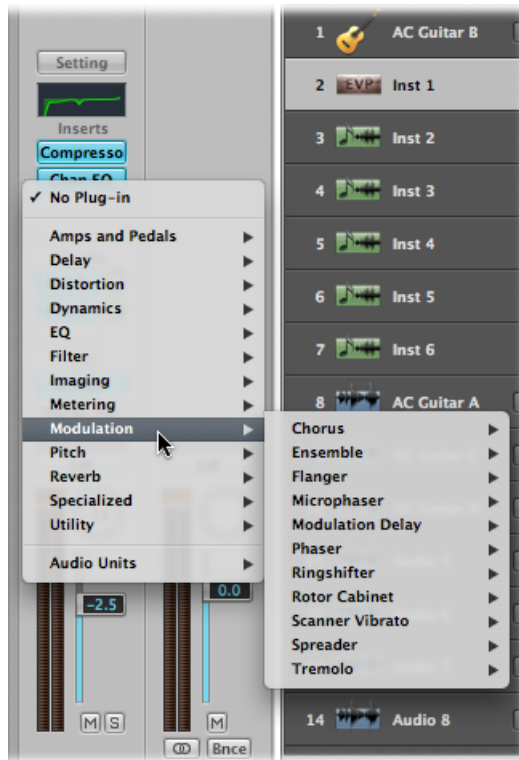 Setting
Inserts
Compresso
Chan EQ
✓ No Plug-in
Amps and Pedals
Delay
Distortion
Dynamics
EQ
Filter
Imaging
Metering
Modulation
Pitch
Reverb
Specialized
Utility
Audio Units
Chorus
Ensemble
Flanger
Microphaser
Modulation Delay
Phaser
Ringshifter
Rotor Cabinet
Scanner Vibrato
Spreader
Tremolo
-2.5
0.0
M S
M
Bnce
1 AC Guitar B
2 EVP Inst 1
3 Inst 2
4 Inst 3
5 Inst 4
6 Inst 5
7 Inst 6
8 AC Guitar A
14 Audio 8